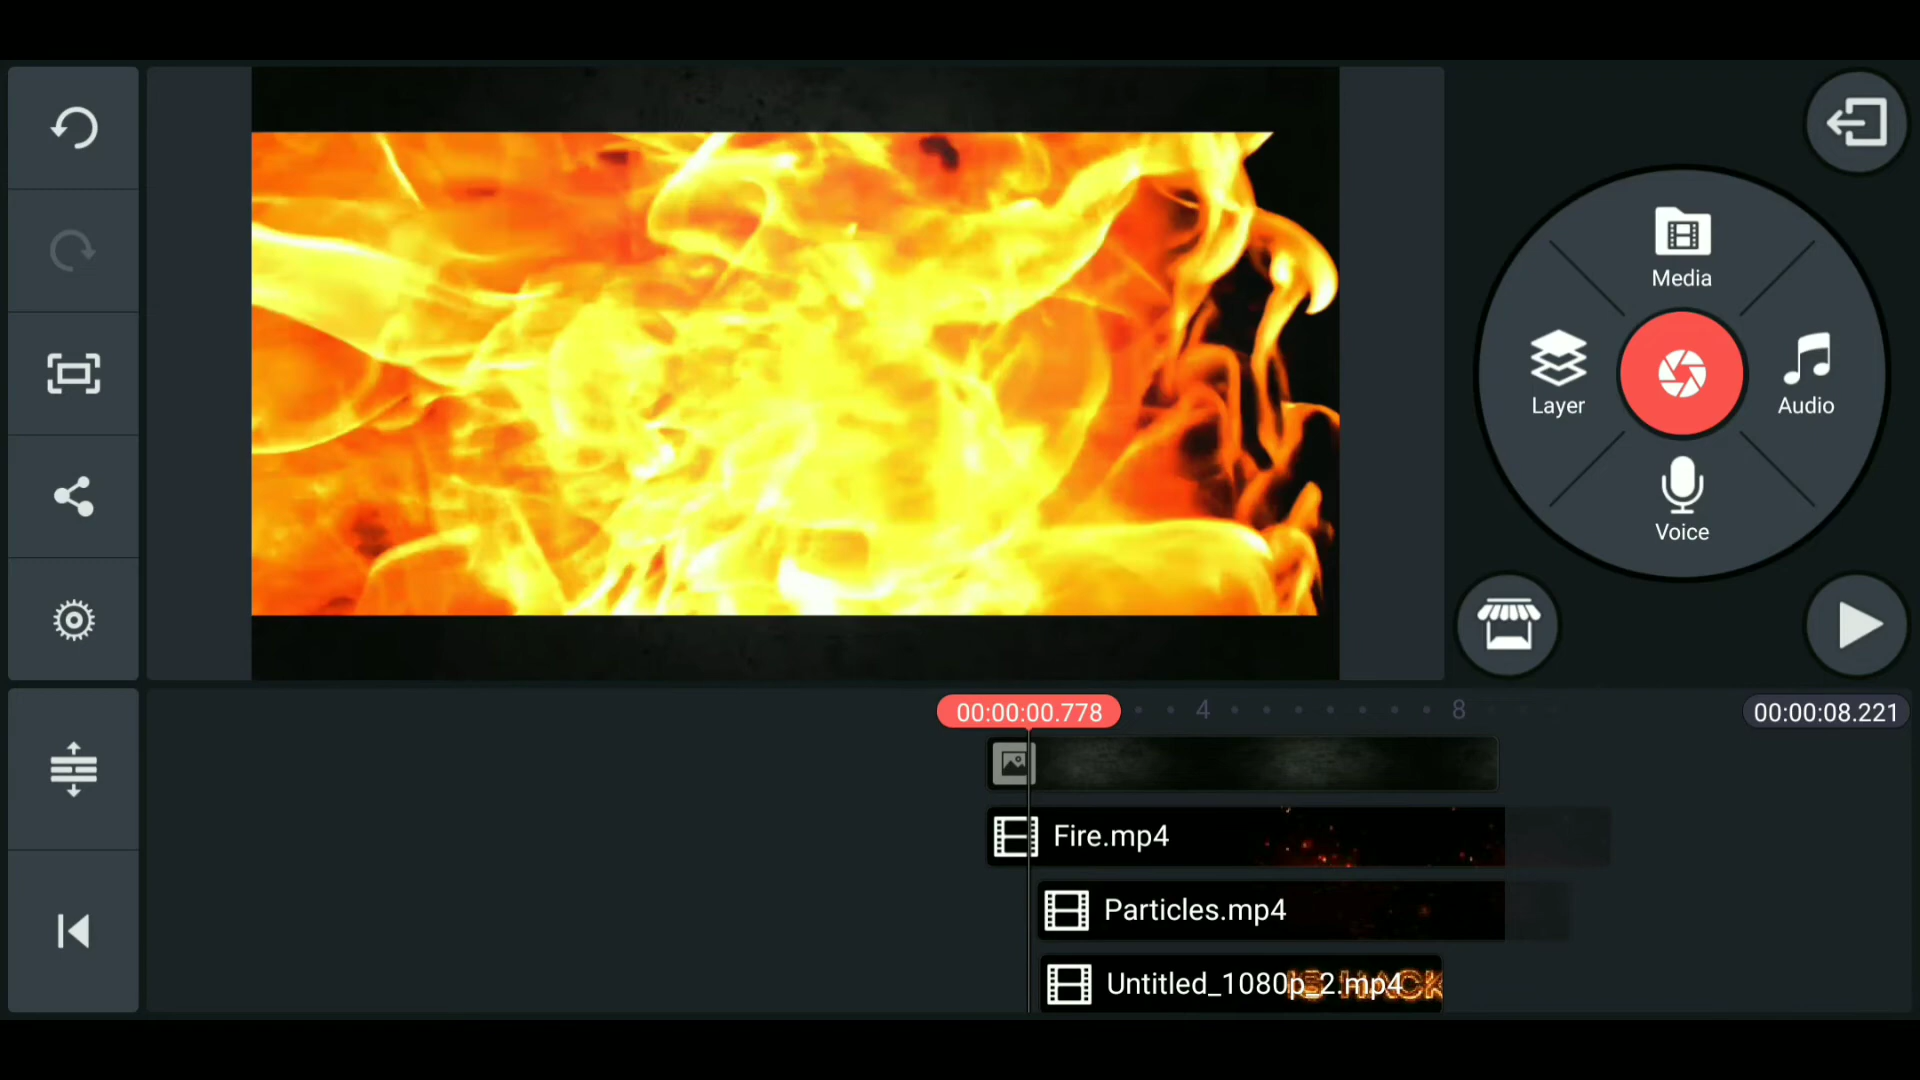 Media
Layer
Audio
Voice
00:00:00.778
4
8
00:00:08.221
Fire.mp4
Particles.mp4
Untitled_1080p_2.mp4
HACK